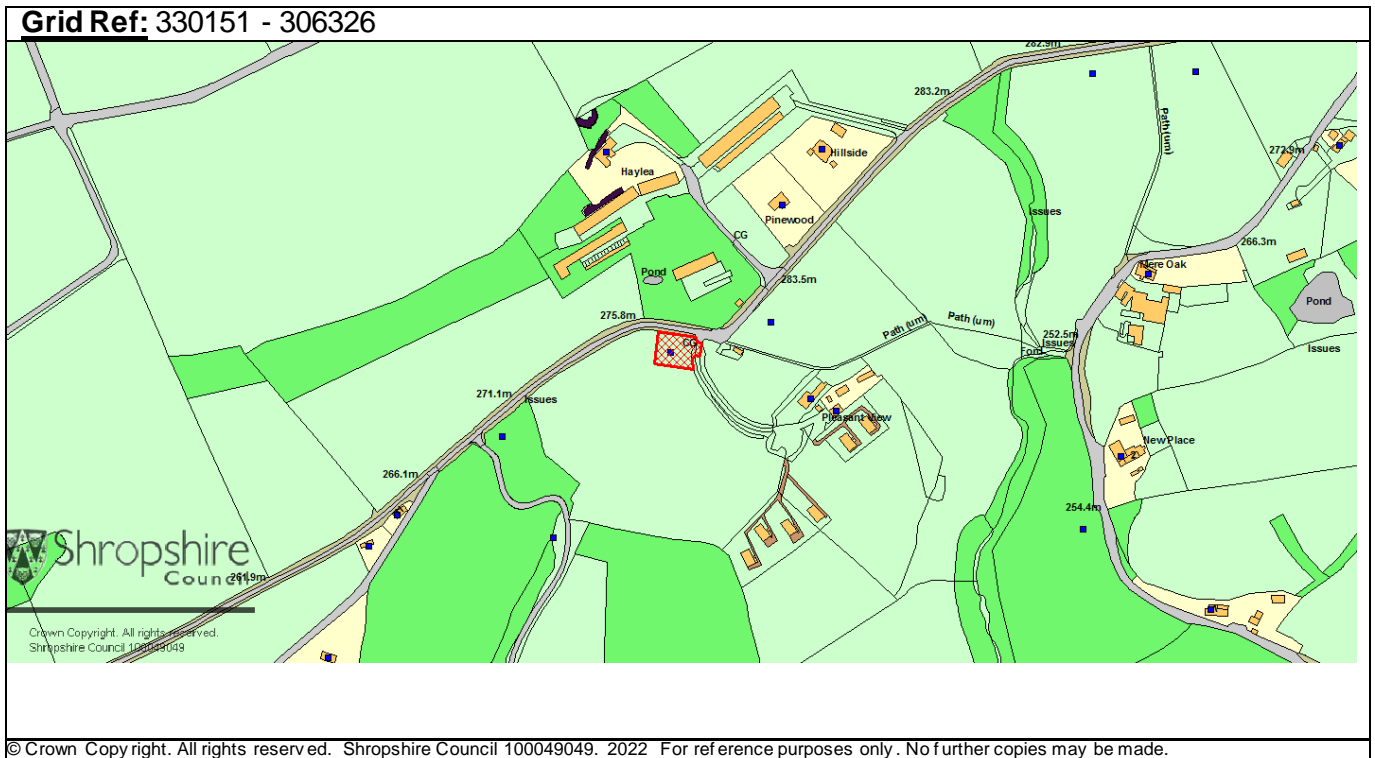 Grid Ref: 330151 - 306326
282.9m
283.2m
Path (um)
272.9m
Hillside
Haylea
Issues
Pinewood
CG
266.3m
Mere Oak
Pond
283.5m
Pond
275.8m
Path (um)
Path (um)
252.5m
Issues
CG
Ford
Issues
271.1m
Issues
Pleasant View
New Place
2
266.1m
254.4m
Shropshire
Council
261.9m
Crown Copyright. All rights reserved.
Shropshire Council 100049049
© Crown Copyright. All rights reserved. Shropshire Council 100049049. 2022 For reference purposes only. No further copies may be made.